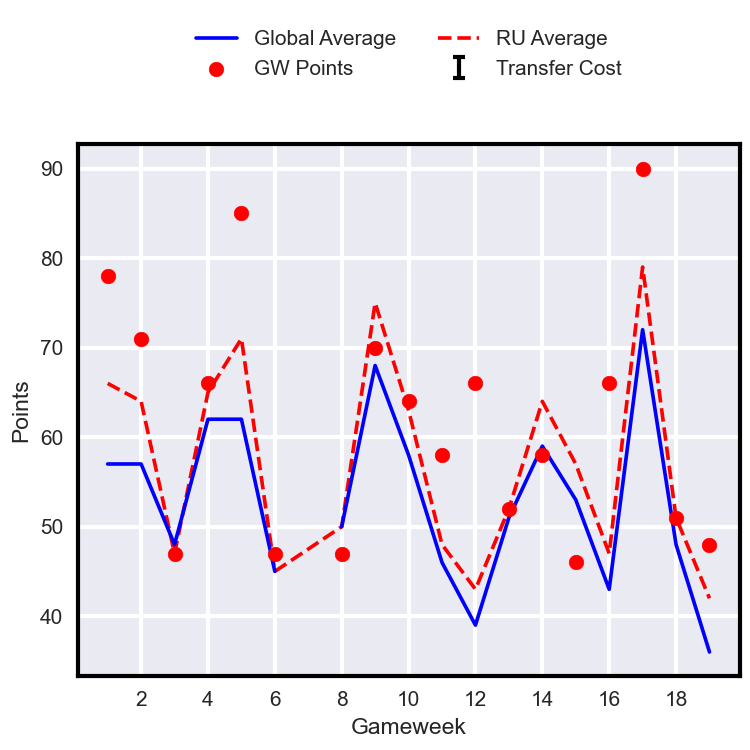 Global Average
RU Average
GW Points
Transfer Cost
90
80
70
60
50
40
Points
2 4 6 8 10 12 14 16 18
Gameweek